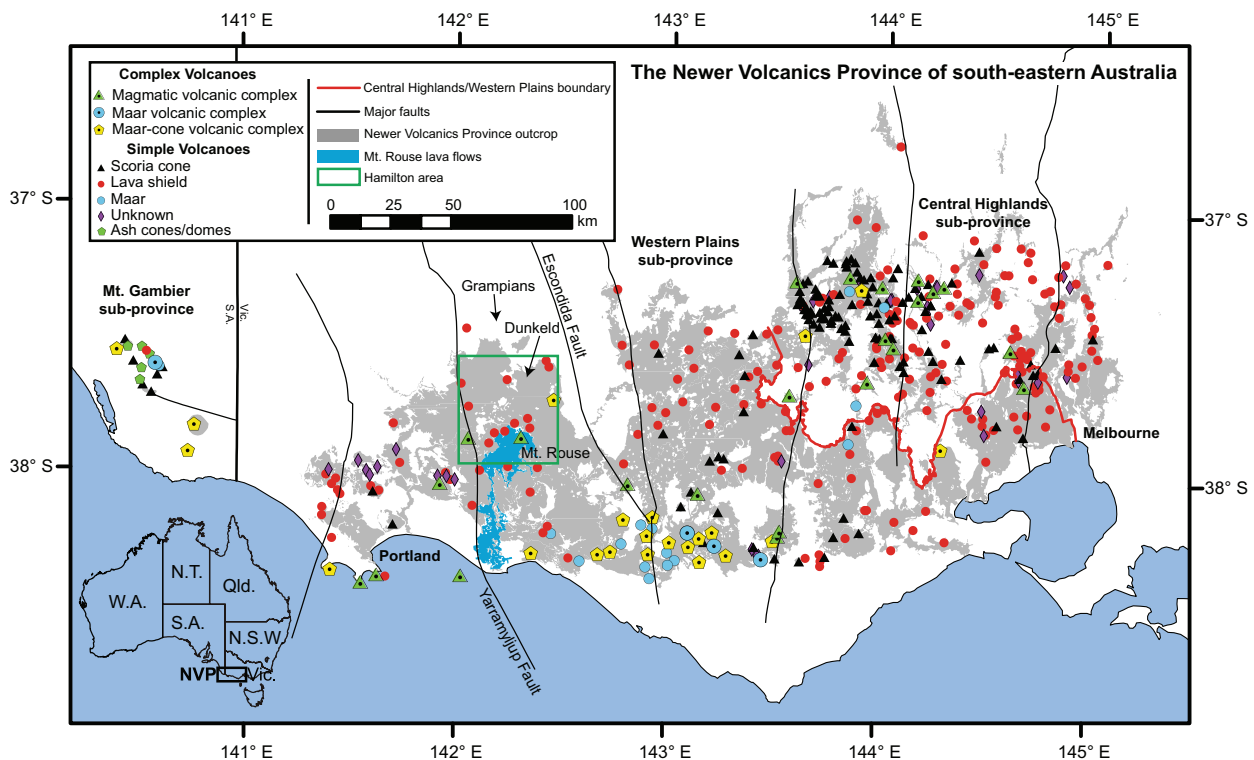 141° E
142° E
143° E
144° E
145° E
The Newer Volcanics Province of south-eastern Australia
Complex Volcanoes
Magmatic volcanic complex
Maar volcanic complex
Maar-cone volcanic complex
Simple Volcanoes
Scoria cone
Lava shield
Maar
Unknown
Ash cones/domes
Central Highlands/Western Plains boundary
Major faults
Newer Volcanics Province outcrop
Mt. Rouse lava flows
Hamilton area
0
25
50
100
km
37° S
37° S
Central Highlands
sub-province
Western Plains
sub-province
Escondida Fault
Grampians
Mt. Gambier
sub-province
Vic.
S.A.
Dunkeld
Mt. Rouse
Melbourne
38° S
38° S
Portland
Yarramyljup Fault
N.T.
Qld.
W.A.
S.A.
N.S.W.
NVP
Vic.
141° E
142° E
143° E
144° E
145° E